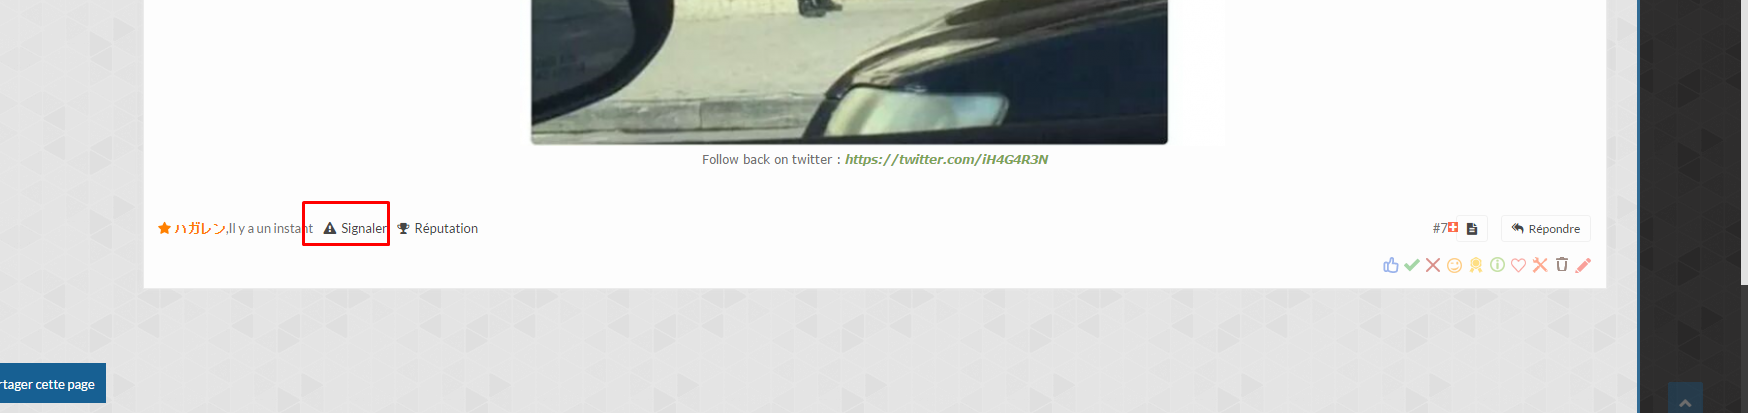 Follow back on twitter : https://twitter.com/iH4G4R3N
ハガレン,Il y a un instant Signaler Réputation #7 Répondre
rtager cette page